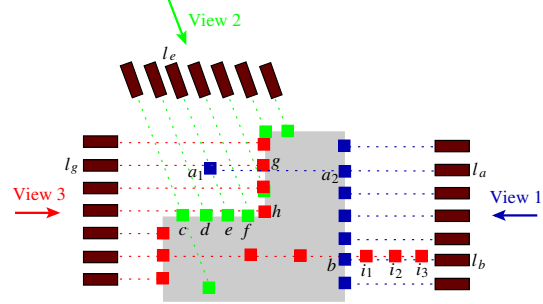 View 2
l_e
l_g
a_1
g
a_2
l_a
View 3
h
View 1
c d e f
b
i_1 i_2 i_3
l_b